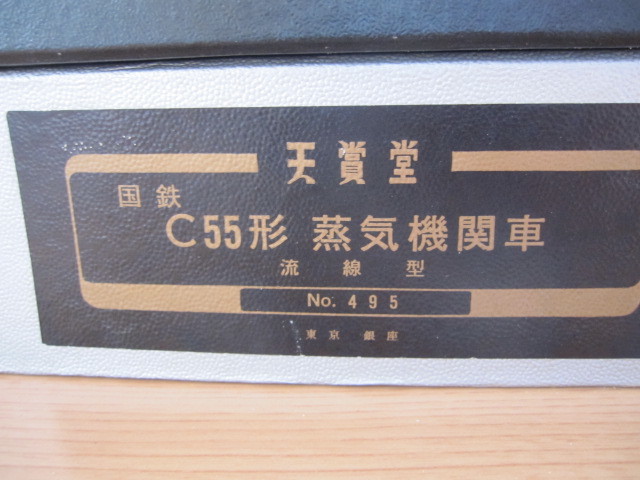 天賞堂
国鉄
C55形 蒸気機関車
流線型
No. 495
東京 銀座